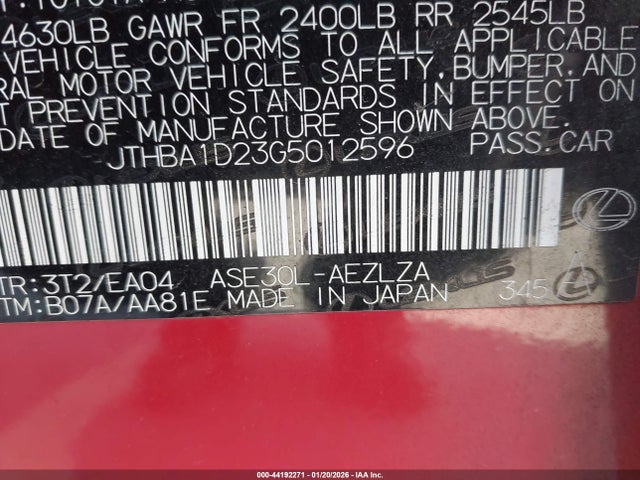 4630LB GAWR FR 2400LB RR 2545LB
VEHICLE CONFORMS TO ALL APPLICABLE
RAL MOTOR VEHICLE SAFETY, BUMPER, AND
T PREVENTION STANDARDS IN EFFECT ON
DATE OF MANUFACTURE SHOWN ABOVE.
JTHBA1D23G5012596 PASS.CAR
TR:3T2/EA04 ASE30L-AEZLZA
TM:B07A/AA81E MADE IN JAPAN 345
000-44192271 - 01/20/2026 - IAA Inc.